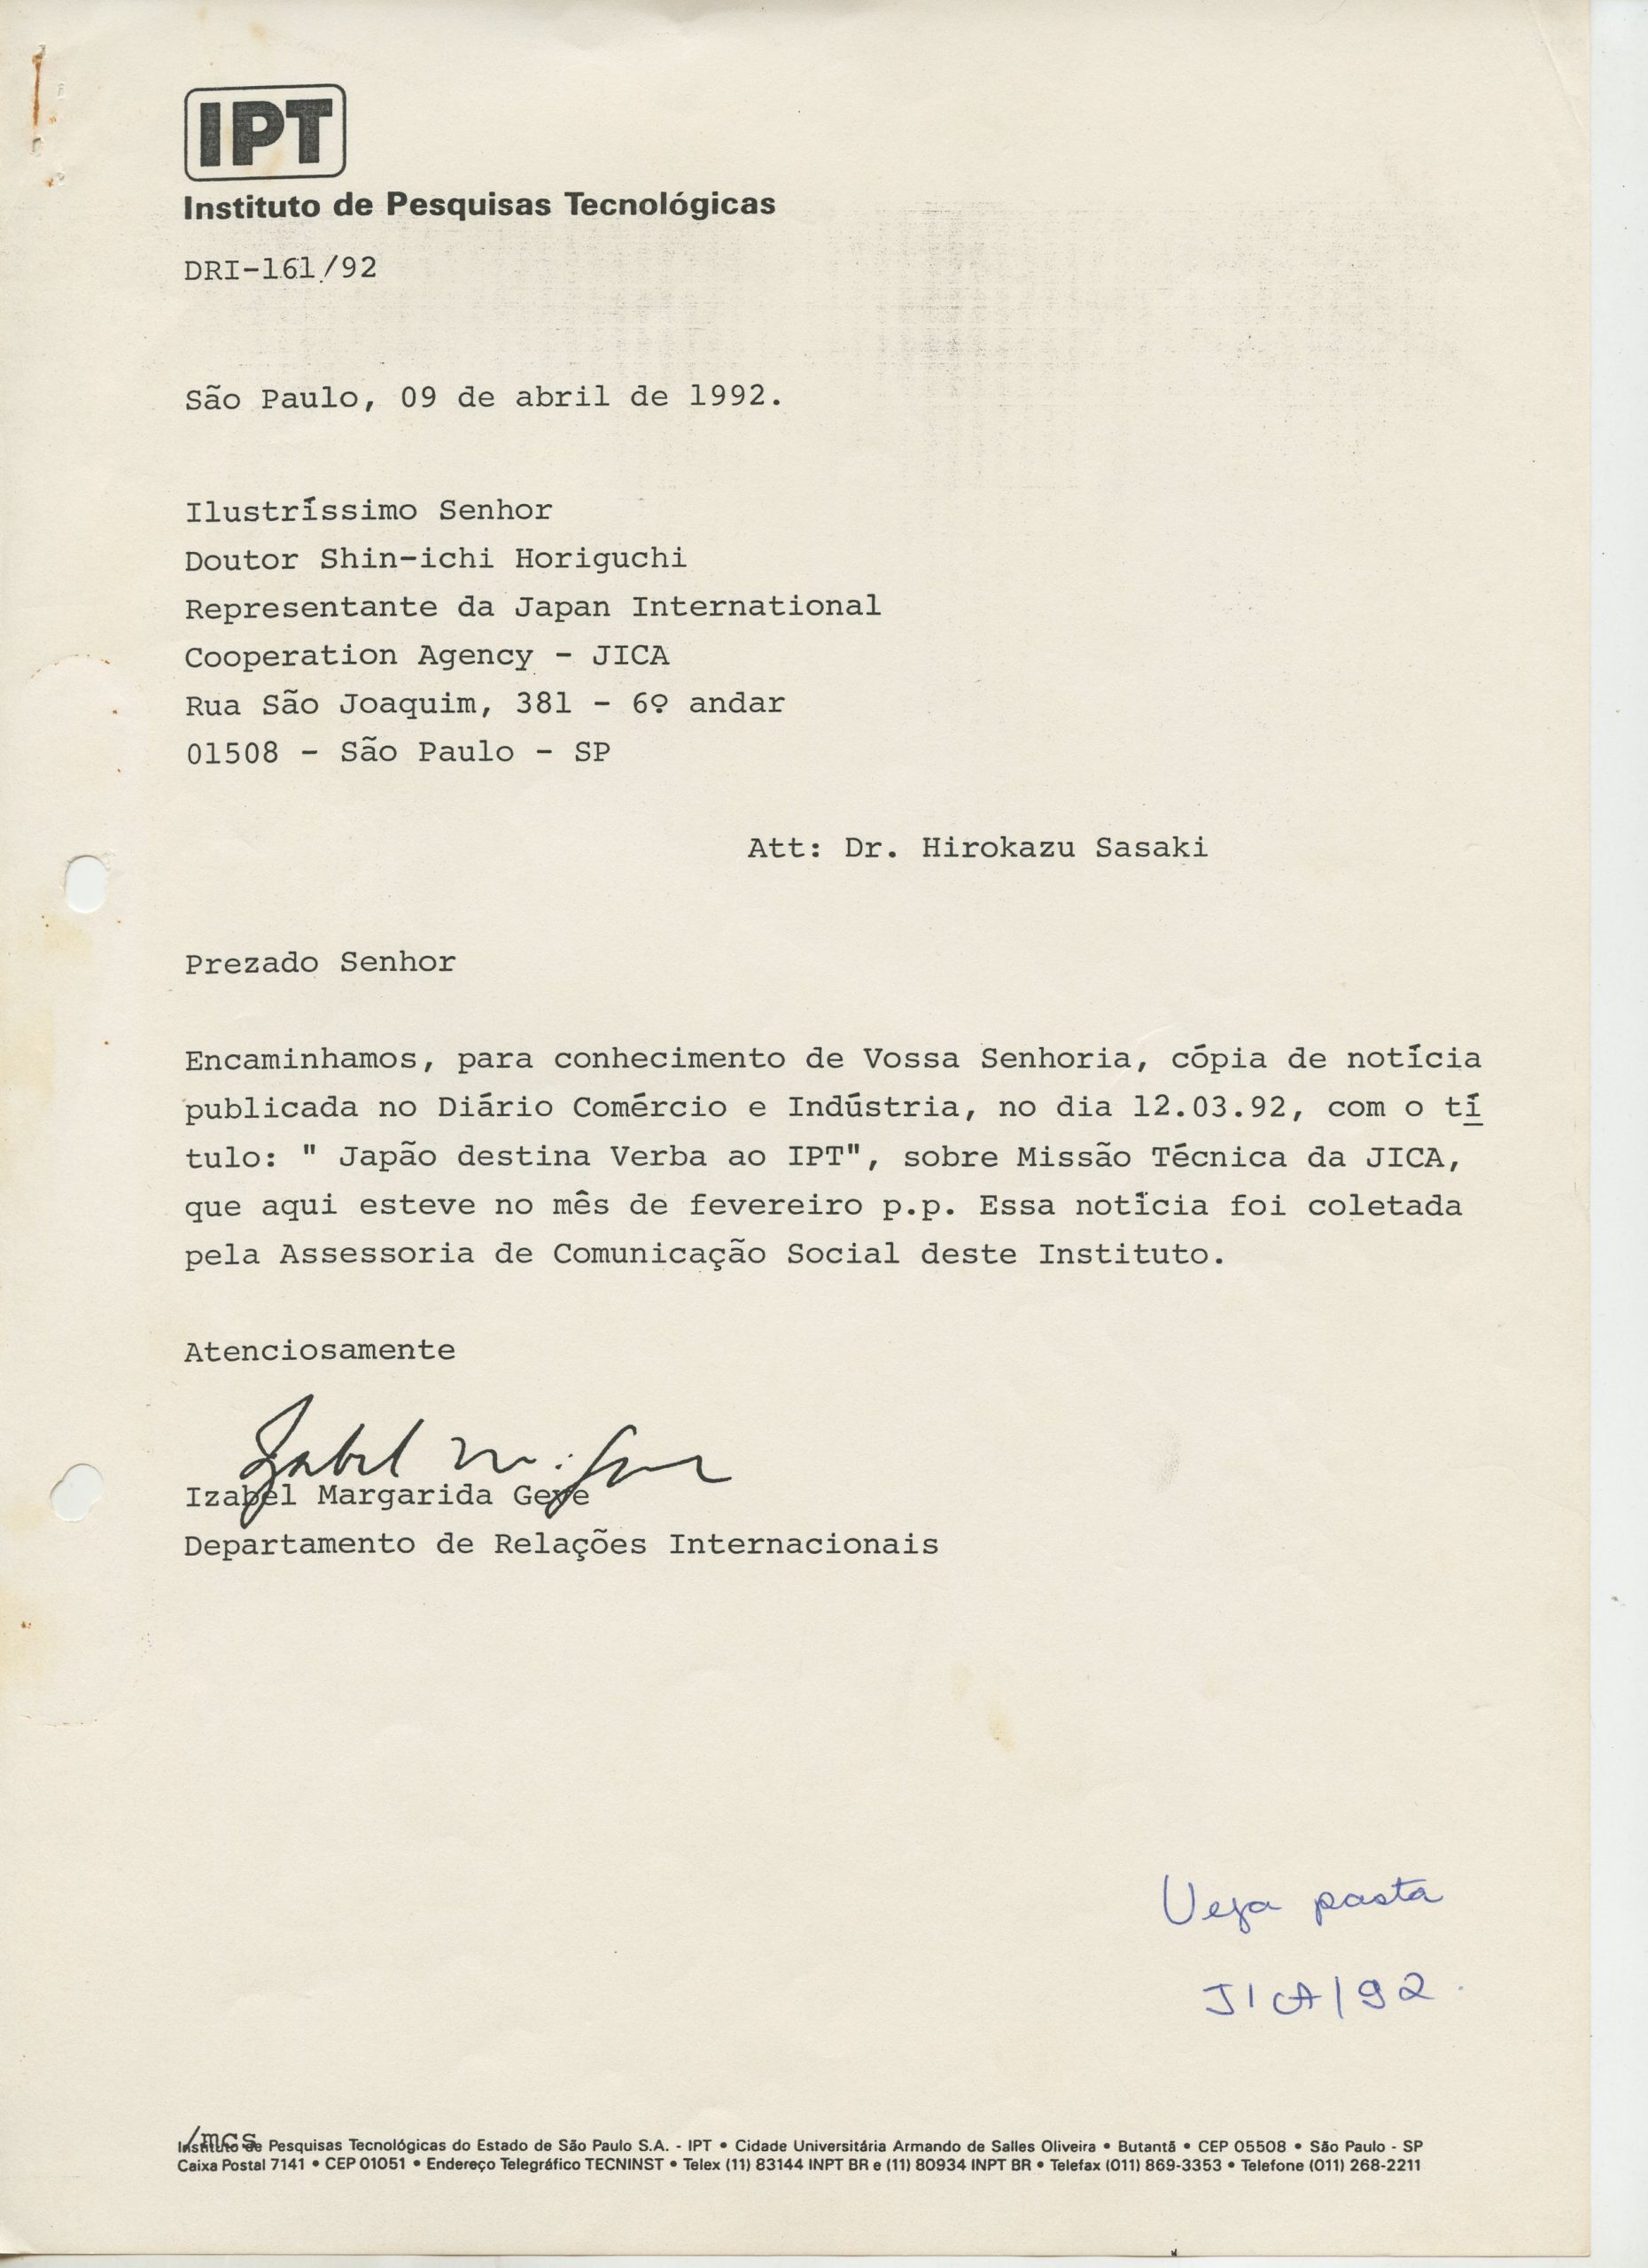 IPT
Instituto de Pesquisas Tecnológicas
DRI-161/92
São Paulo, 09 de abril de 1992.
Ilustríssimo Senhor
Doutor Shin-ichi Horiguchi
Representante da Japan International
Cooperation Agency - JICA
Rua São Joaquim, 381 - 6º andar
01508 - São Paulo - SP
Att: Dr. Hirokazu Sasaki
Prezado Senhor
Encaminhamos, para conhecimento de Vossa Senhoria, cópia de notícia
publicada no Diário Comércio e Indústria, no dia 12.03.92, com o tí
tulo: " Japão destina Verba ao IPT", sobre Missão Técnica da JICA,
que aqui esteve no mês de fevereiro p.p. Essa notícia foi coletada
pela Assessoria de Comunicação Social deste Instituto.
Atenciosamente
Izabel Margarida
Departamento de Relações Internacionais
Veja pasta
JICA/92.
/mcs
Instituto de Pesquisas Tecnológicas do Estado de São Paulo S.A. - IPT • Cidade Universitária Armando de Salles Oliveira • Butantã • CEP 05508 • São Paulo - SP
Caixa Postal 7141 • CEP 01051 • Endereço Telegráfico TECNINST • Telex (11) 83144 INPT BR e (11) 80934 INPT BR • Telefax (011) 869-3353 • Telefone (011) 268-2211